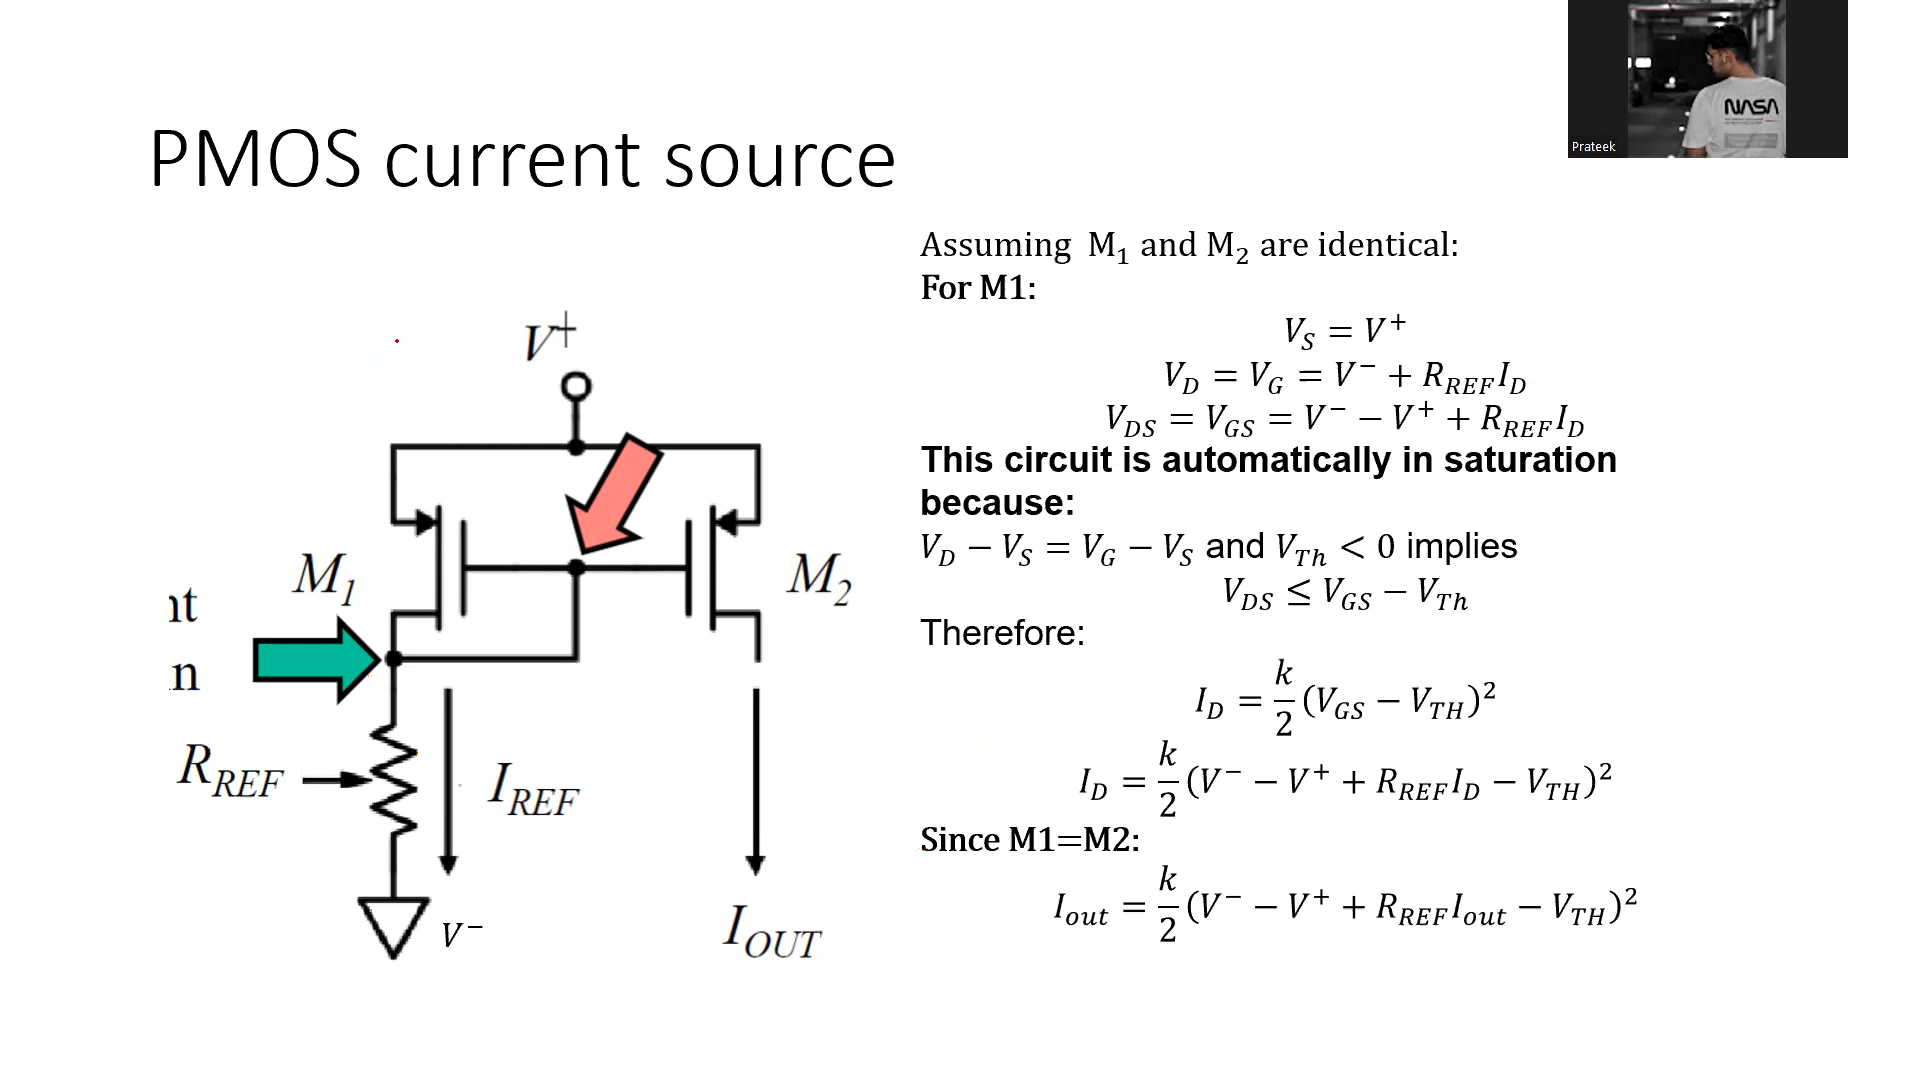 NASA
Prateek
PMOS current source
Assuming M₁ and M₂ are identical:
For M1:
V_S = V⁺
V_D = V_G = V⁻ + R_REF I_D
V_DS = V_GS = V⁻ − V⁺ + R_REF I_D
This circuit is automatically in saturation
because:
V_D − V_S = V_G − V_S and V_Th < 0 implies
V_DS ≤ V_GS − V_Th
Therefore:
I_D = k/2 (V_GS − V_TH)²
I_D = k/2 (V⁻ − V⁺ + R_REF I_D − V_TH)²
Since M1=M2:
I_out = k/2 (V⁻ − V⁺ + R_REF I_out − V_TH)²
V⁺
M₁
M₂
nt
n
R_REF
I_REF
V⁻
I_OUT